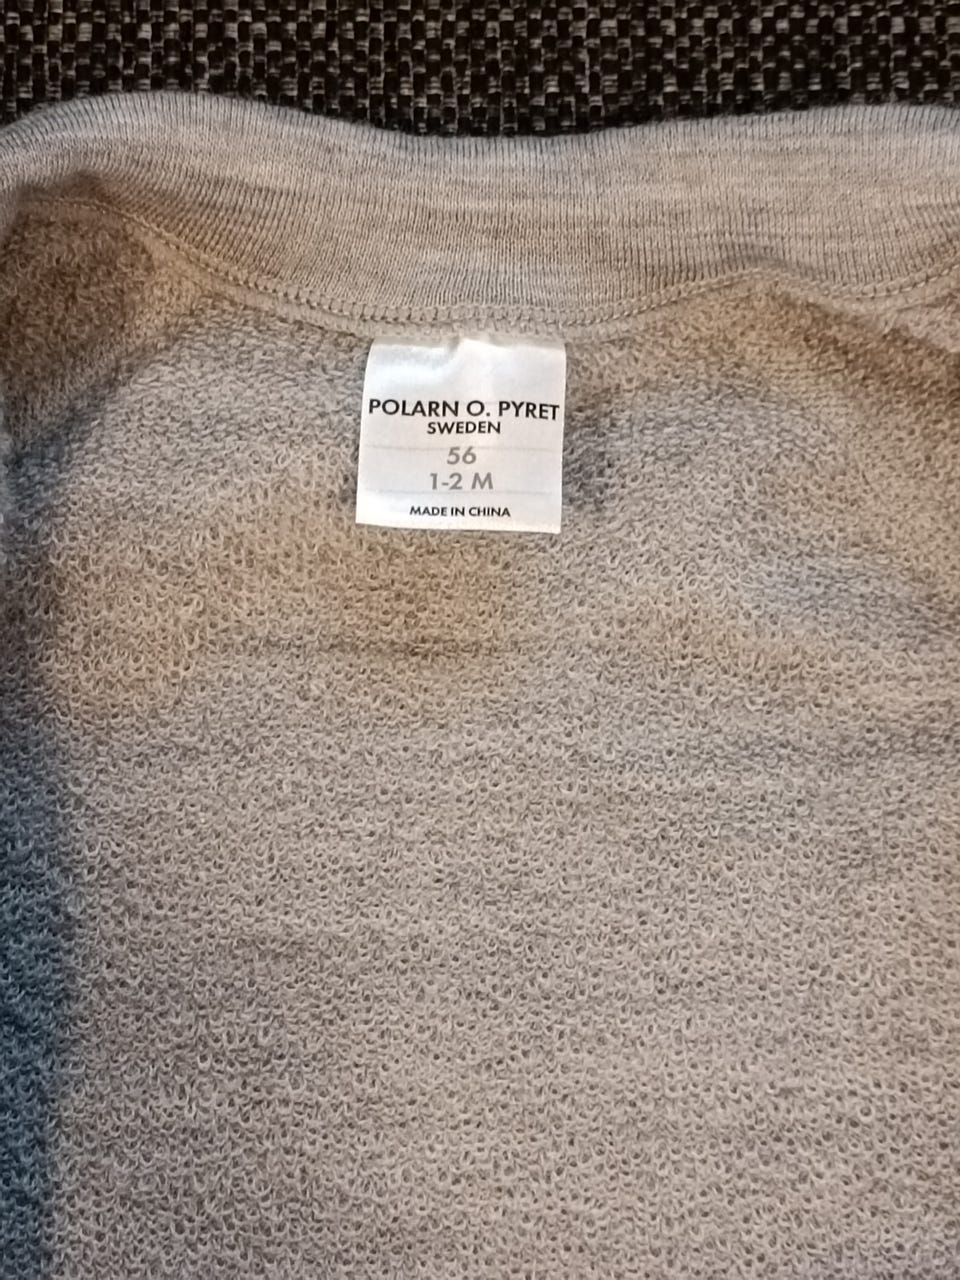 POLARN O. PYRET
SWEDEN
56
1-2 M
MADE IN CHINA